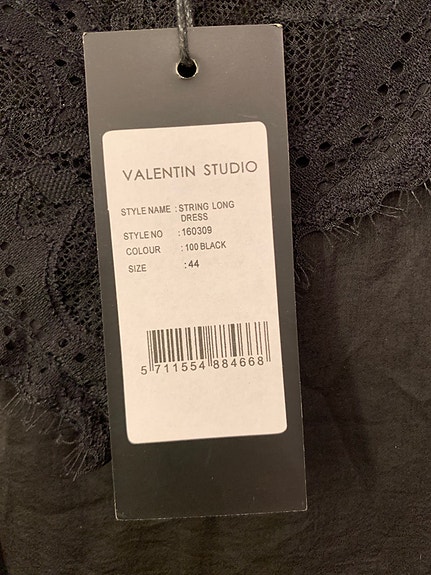 VALENTIN STUDIO
STYLE NAME : STRING LONG
DRESS
STYLE NO : 160309
COLOUR : 100 BLACK
SIZE : 44
5 711554 884668